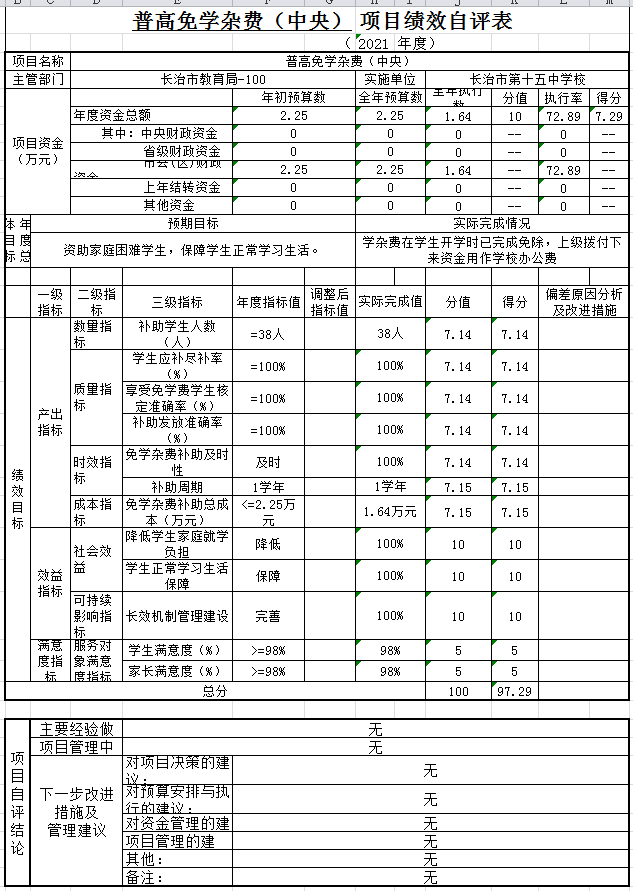 普高免学杂费（中央） 项目绩效自评表
（ 2021 年度）
项目名称 普高免学杂费（中央）
主管部门 长治市教育局-100 实施单位 长治市第十五中学校
项目资金（万元） 年初预算数 全年预算数 全年执行数 分值 执行率 得分
年度资金总额 2.25 2.25 1.64 10 72.89 7.29
其中：中央财政资金 0 0 0 -- 0 --
省级财政资金 0 0 0 -- 0 --
市县(区)财政资金 2.25 2.25 1.64 -- 72.89 --
上年结转资金 0 0 0 -- 0 --
其他资金 0 0 0 -- 0 --
年度总体目标 预期目标 实际完成情况
资助家庭困难学生，保障学生正常学习生活。 学杂费在学生开学时已完成免除，上级拨付下来资金用作学校办公费
绩效目标 一级指标 二级指标 三级指标 年度指标值 调整后指标值 实际完成值 分值 得分 偏差原因分析及改进措施
产出指标 数量指标 补助学生人数（人） =38人 38人 7.14 7.14
质量指标 学生应补尽补率（%） =100% 100% 7.14 7.14
享受免学费学生核定准确率（%） =100% 100% 7.14 7.14
补助发放准确率（%） =100% 100% 7.14 7.14
时效指标 免学杂费补助及时性 及时 100% 7.14 7.14
补助周期 1学年 1学年 7.15 7.15
成本指标 免学杂费补助总成本（万元） <=2.25万元 1.64万元 7.15 7.15
效益指标 社会效益 降低学生家庭就学负担 降低 100% 10 10
学生正常学习生活保障 保障 100% 10 10
可持续影响指标 长效机制管理建设 完善 100% 10 10
满意度指标 服务对象满意度指标 学生满意度（%） >=98% 98% 5 5
家长满意度（%） >=98% 98% 5 5
总分 100 97.29
项目自评结论 主要经验做 无
项目管理中 无
下一步改进措施及管理建议 对项目决策的建议： 无
对预算安排与执行的建议： 无
对资金管理的建 无
项目管理的建 无
其他： 无
备注： 无